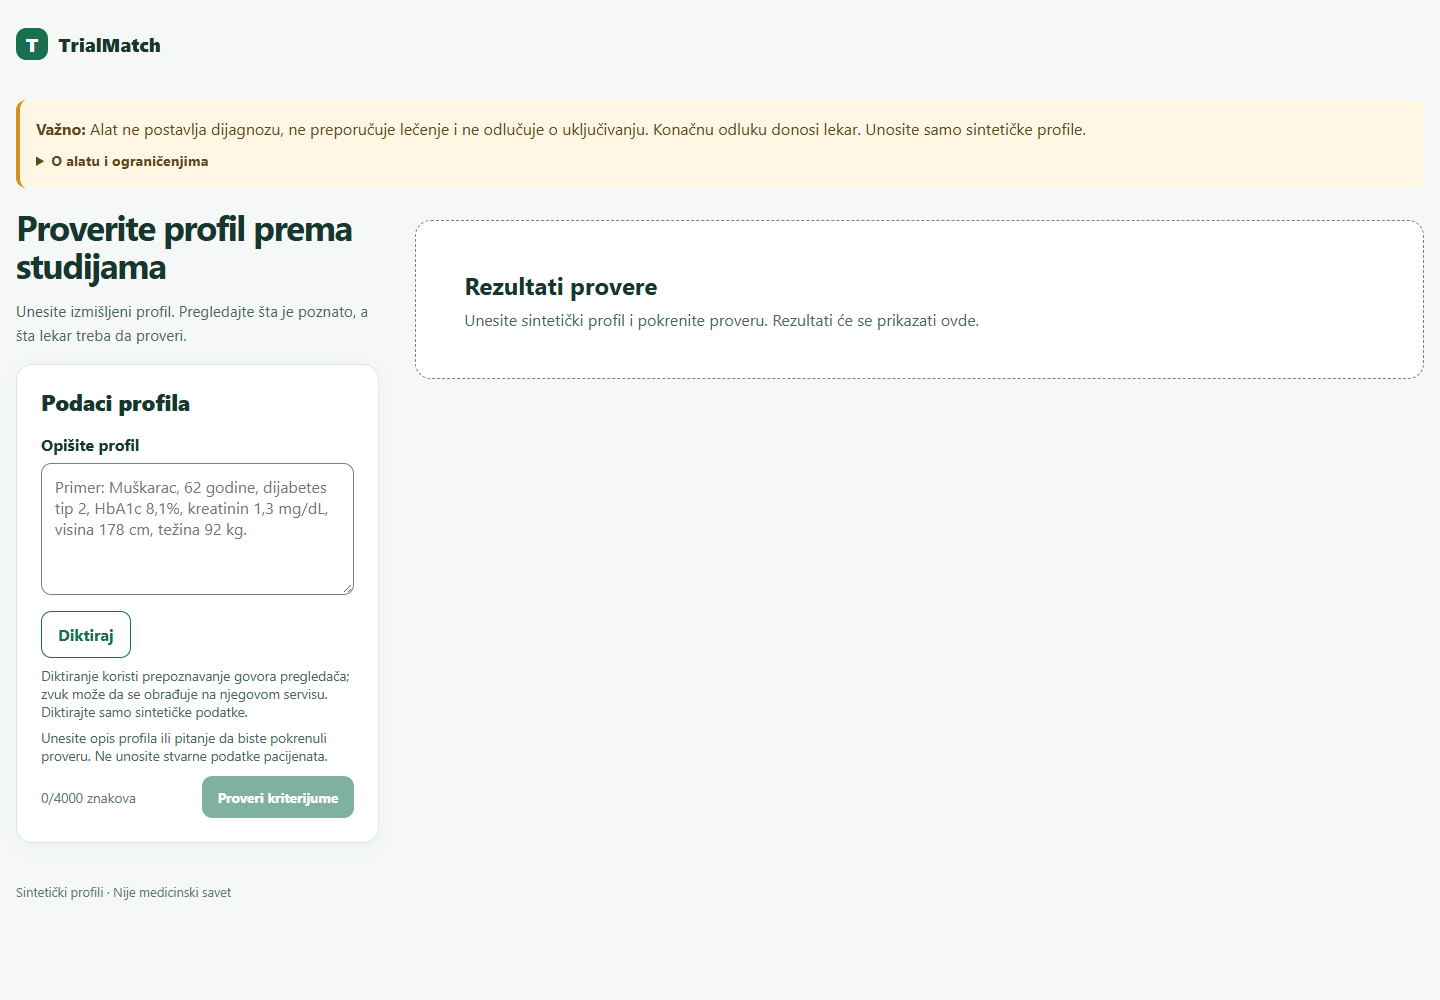 T TrialMatch
Važno: Alat ne postavlja dijagnozu, ne preporučuje lečenje i ne odlučuje o uključivanju. Konačnu odluku donosi lekar. Unosite samo sintetičke profile.
O alatu i ograničenjima
Proverite profil prema
studijama
Unesite izmišljeni profil. Pregledajte šta je poznato, a
šta lekar treba da proveri.
Podaci profila
Opišite profil
Primer: Muškarac, 62 godine, dijabetes
tip 2, HbA1c 8,1%, kreatinin 1,3 mg/dL,
visina 178 cm, težina 92 kg.
Diktiraj
Diktiranje koristi prepoznavanje govora pregledača;
zvuk može da se obrađuje na njegovom servisu.
Diktirajte samo sintetičke podatke.
Unesite opis profila ili pitanje da biste pokrenuli
proveru. Ne unosite stvarne podatke pacijenata.
0/4000 znakova
Proveri kriterijume
Rezultati provere
Unesite sintetički profil i pokrenite proveru. Rezultati će se prikazati ovde.
Sintetički profili · Nije medicinski savet